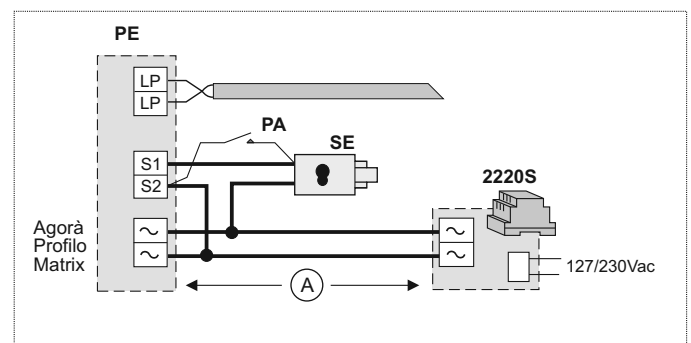 PE
LP
LP
PA
SE
S1
S2
2220S
Agorà
Profilo
Matrix
~
~
~
~
127/230Vac
A